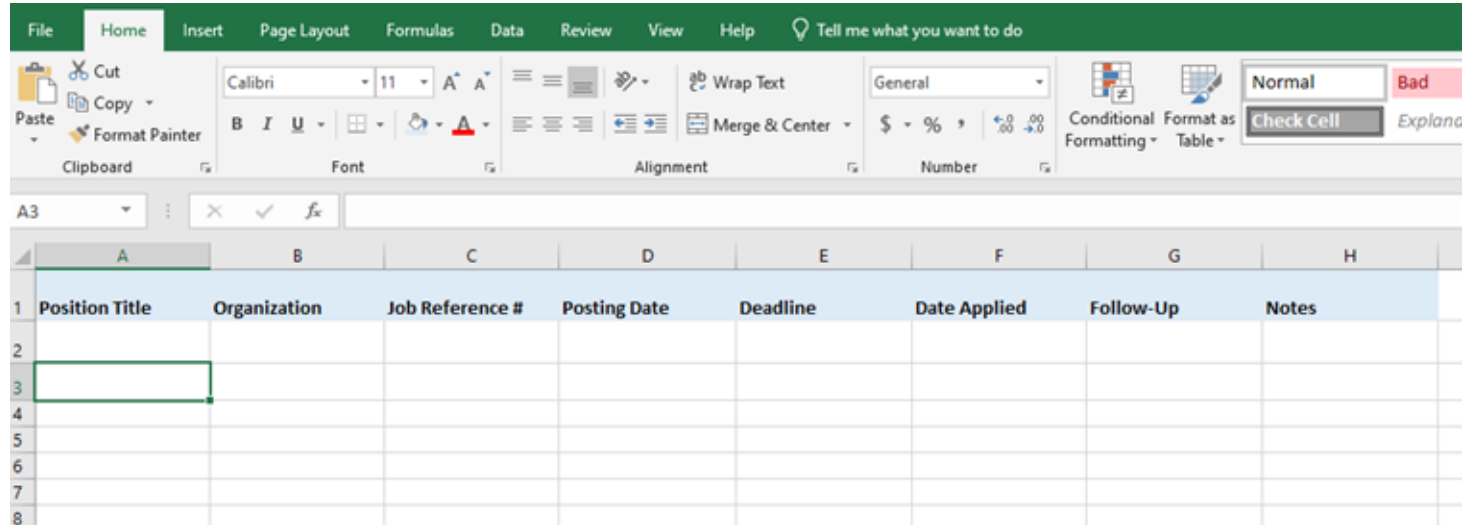 File Home Insert Page Layout Formulas Data Review View Help Tell me what you want to do
Paste
Cut
Copy
Format Painter
Clipboard
Calibri 11 A A
B I U A
Font
ab Wrap Text
Merge & Center
Alignment
General
$ % , .00 .00
Number
Conditional Formatting
Format as Table
Normal Bad
Check Cell
A3 fx
A B C D E F G H
1 Position Title Organization Job Reference # Posting Date Deadline Date Applied Follow-Up Notes
2
3
4
5
6
7
8